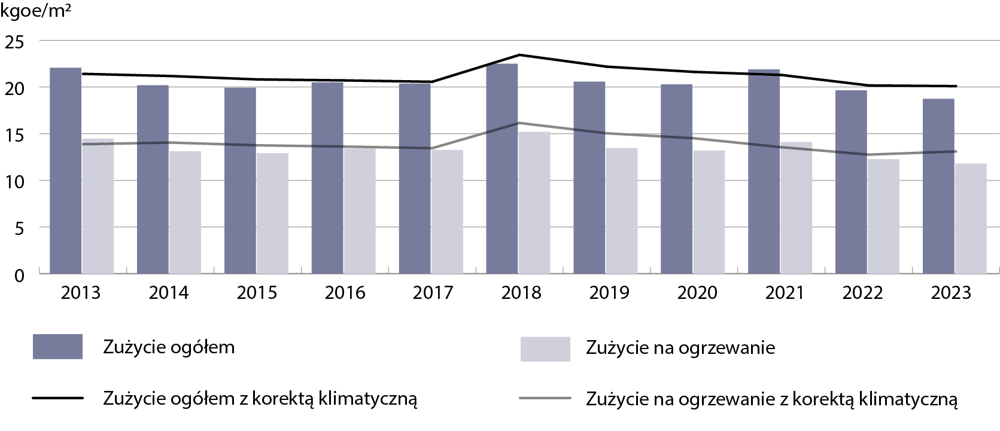 kgoe/m²
25
20
15
10
5
0
2013 2014 2015 2016 2017 2018 2019 2020 2021 2022 2023
Zużycie ogółem
Zużycie na ogrzewanie
Zużycie ogółem z korektą klimatyczną
Zużycie na ogrzewanie z korektą klimatyczną